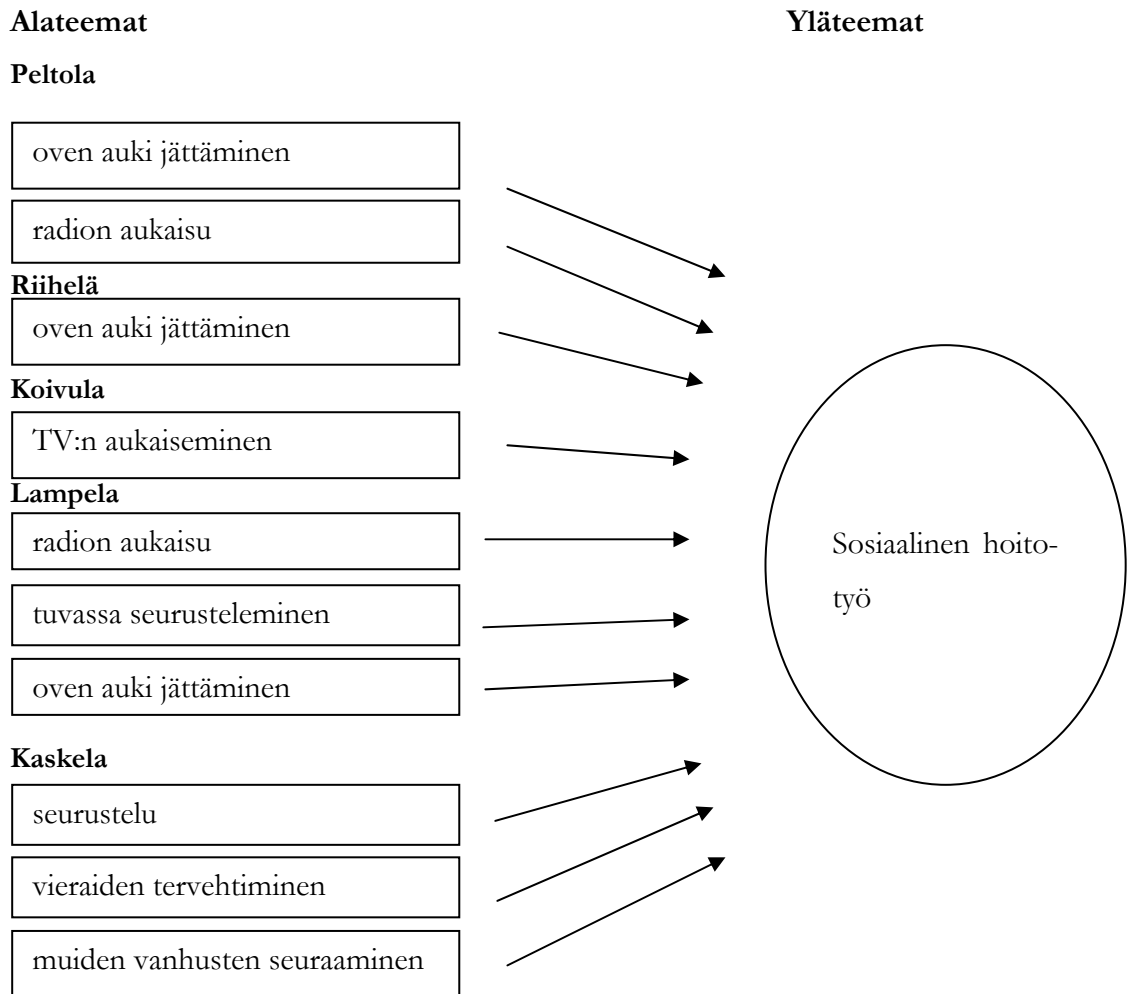 Alateemat
Yläteemat
Peltola
oven auki jättäminen
radion aukaisu
Riihelä
oven auki jättäminen
Koivula
TV:n aukaiseminen
Lampela
radion aukaisu
tuvassa seurusteleminen
oven auki jättäminen
Kaskela
seurustelu
vieraiden tervehtiminen
muiden vanhusten seuraaminen
Sosiaalinen hoito-
työ